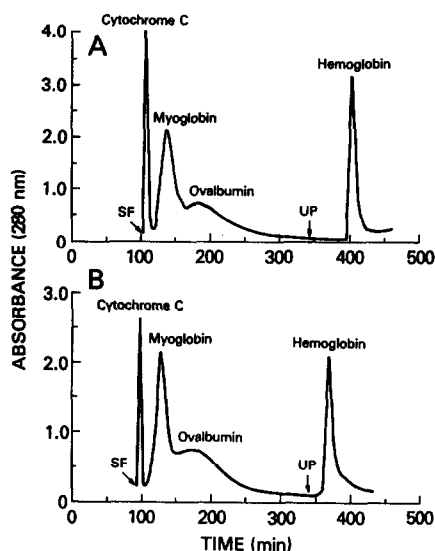 Cytochrome C
A
4.0
Hemoglobin
3.0
Myoglobin
2.0
Ovalbumin
1.0
SF
UP
0
0 100 200 300 400 500
ABSORBANCE (280 nm)
B
3.0
Cytochrome C
Myoglobin
Hemoglobin
2.0
Ovalbumin
1.0
SF
UP
0.0
0 100 200 300 400 500
TIME (min)